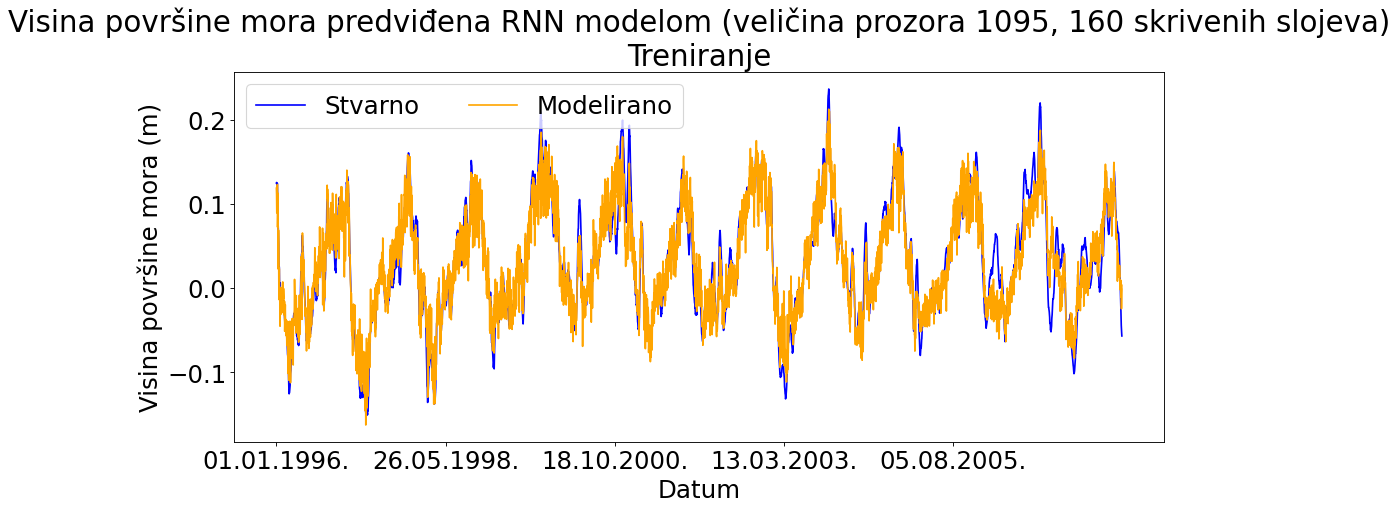 Visina površine mora predviđena RNN modelom (veličina prozora 1095, 160 skrivenih slojeva)
Treniranje
Stvarno Modelirano
Visina površine mora (m)
0.2
0.1
0.0
−0.1
01.01.1996. 26.05.1998. 18.10.2000. 13.03.2003. 05.08.2005.
Datum